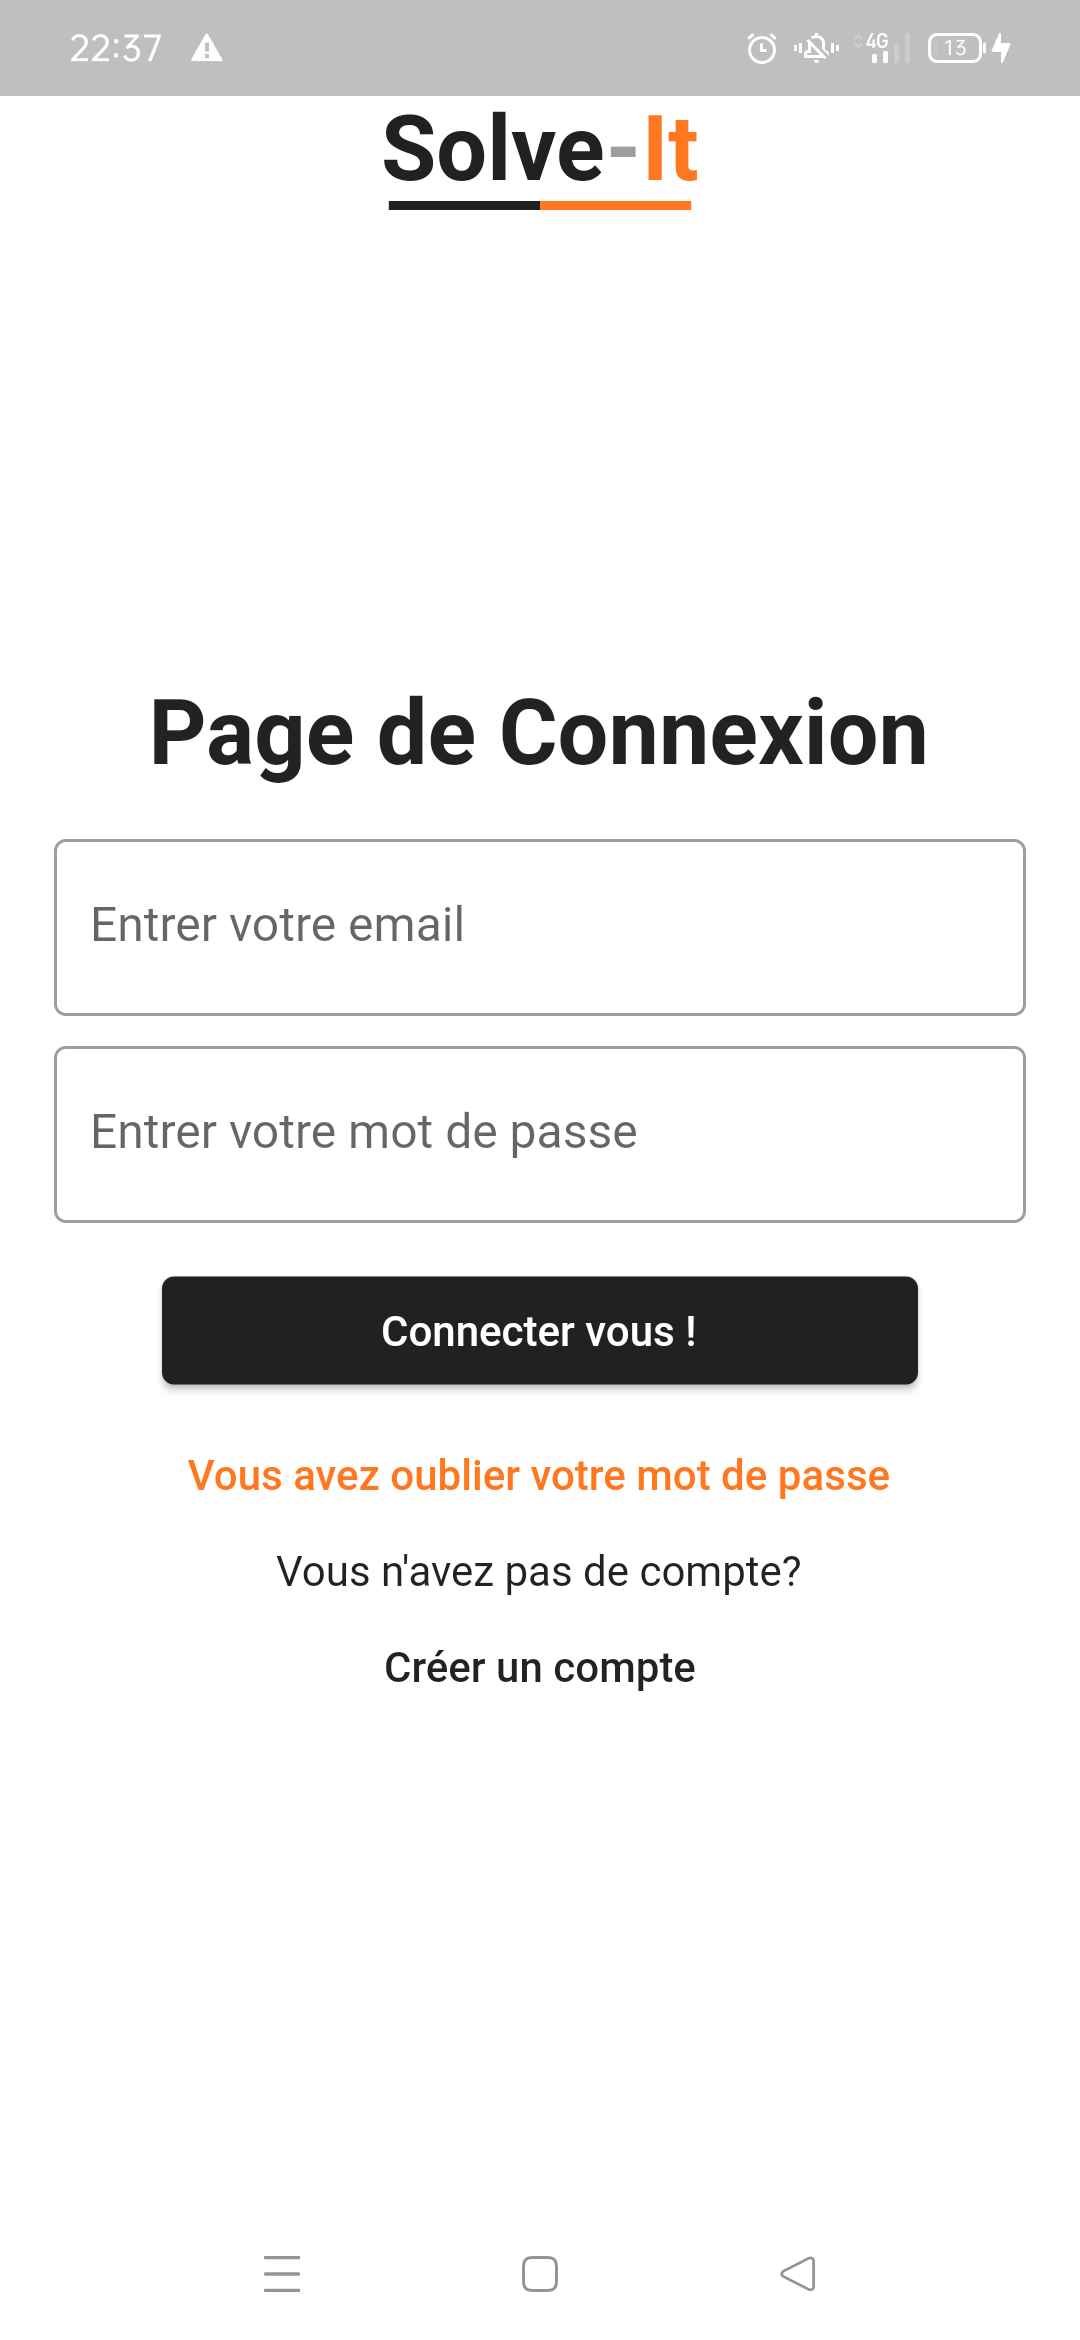 22:37 4G 13
Solve-It
Page de Connexion
Entrer votre email
Entrer votre mot de passe
Connecter vous !
Vous avez oublier votre mot de passe
Vous n'avez pas de compte?
Créer un compte